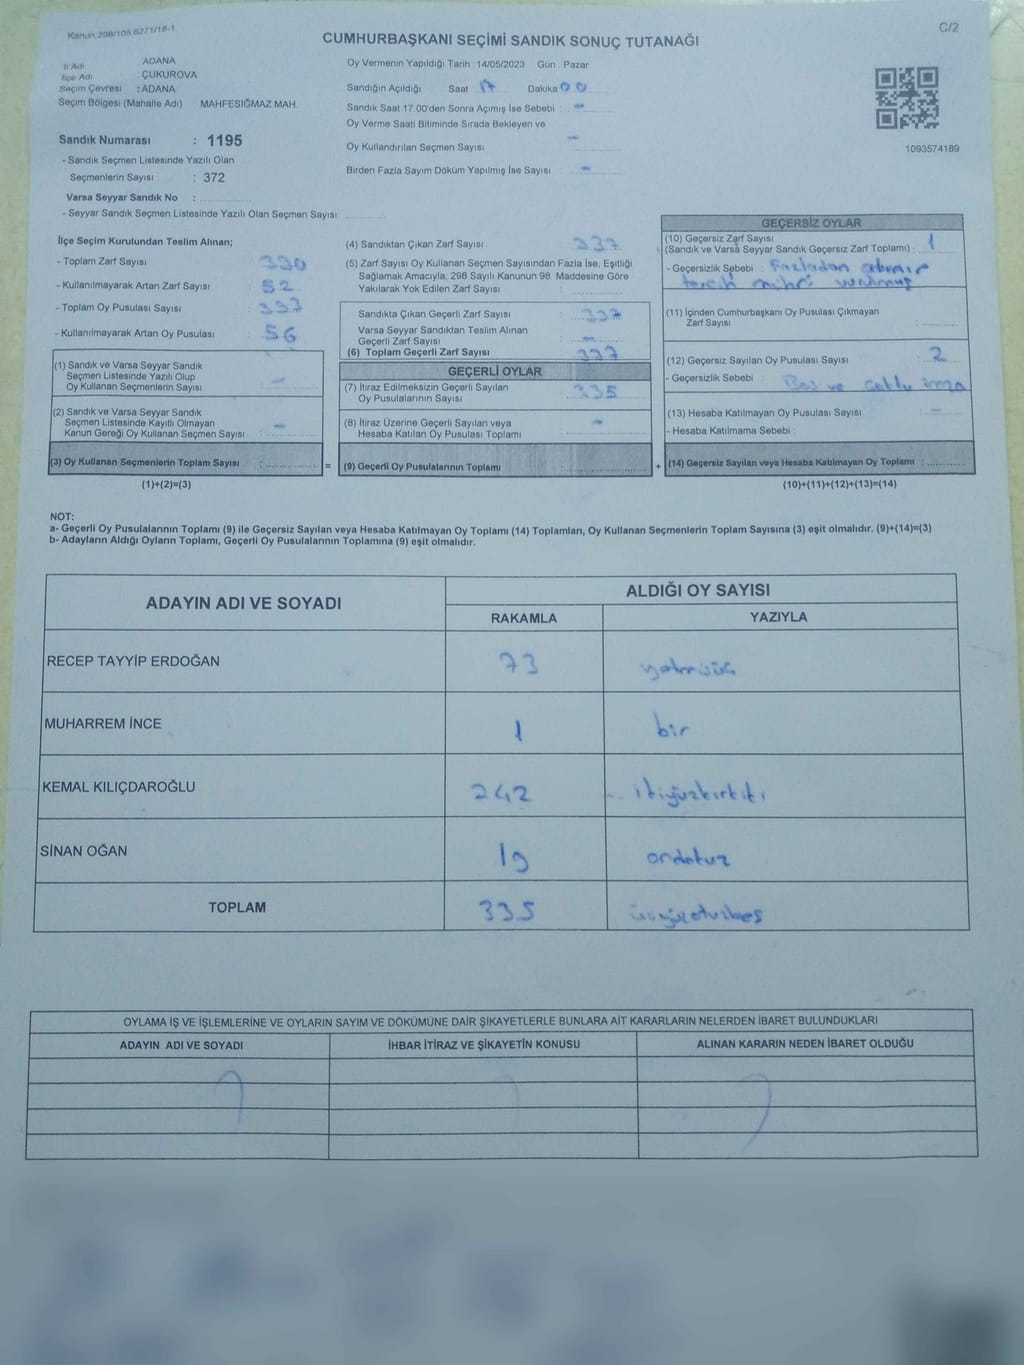 Kanun 298/105,6271/18-1
C/2
CUMHURBAŞKANI SEÇİMİ SANDIK SONUÇ TUTANAĞI
İl Adı ADANA
İlçe Adı ÇUKUROVA
Seçim Çevresi : ADANA
Seçim Bölgesi (Mahalle Adı) MAHFESIĞMAZ MAH
Sandık Numarası : 1195
- Sandık Seçmen Listesinde Yazılı Olan
Seçmenlerin Sayısı : 372
Varsa Seyyar Sandık No :
- Seyyar Sandık Seçmen Listesinde Yazılı Olan Seçmen Sayısı:
Oy Vermenin Yapıldığı Tarih : 14/05/2023 Gün Pazar
Sandığın Açıldığı Saat 17 Dakika 00
Sandık Saat 17.00'den Sonra Açımış İse Sebebi : -
Oy Verme Saati Bitiminde Sırada Bekleyen ve
Oy Kullandırılan Seçmen Sayısı -
Birden Fazla Sayım Döküm Yapılmış İse Sayısı : -
1093574189
İlçe Seçim Kurulundan Teslim Alınan;
- Toplam Zarf Sayısı :
- Kullanılmayarak Artan Zarf Sayısı : 52
- Toplam Oy Pusulası Sayısı :
- Kullanılmayarak Artan Oy Pusulası : 56
(1) Sandık ve Varsa Seyyar Sandık
Seçmen Listesinde Yazılı Olup
Oy Kullanan Seçmenlerin Sayısı : -
(2) Sandık ve Varsa Seyyar Sandık
Seçmen Listesinde Kayıtlı Olmayan
Kanun Gereği Oy Kullanan Seçmen Sayısı : -
(3) Oy Kullanan Seçmenlerin Toplam Sayısı :
(1)+(2)=(3)
=
(4) Sandıktan Çıkan Zarf Sayısı : 337
(5) Zarf Sayısı Oy Kullanan Seçmen Sayısından Fazla İse, Eşitliği
Sağlamak Amacıyla, 298 Sayılı Kanunun 98. Maddesine Göre
Yakılarak Yok Edilen Zarf Sayısı :
Sandıkta Çıkan Geçerli Zarf Sayısı : 337
Varsa Seyyar Sandıktan Teslim Alınan
Geçerli Zarf Sayısı : -
(6) Toplam Geçerli Zarf Sayısı : 337
GEÇERLİ OYLAR
(7) İtiraz Edilmeksizin Geçerli Sayılan
Oy Pusulalarının Sayısı : 335
(8) İtiraz Üzerine Geçerli Sayılan veya
Hesaba Katılan Oy Pusulası Toplamı : -
(9) Geçerli Oy Pusulalarının Toplamı :
+
GEÇERSİZ OYLAR
(10) Geçersiz Zarf Sayısı
(Sandık ve Varsa Seyyar Sandık Geçersiz Zarf Toplamı) : 1
- Geçersizlik Sebebi : Fazladan
tercih
(11) İçinden Cumhurbaşkanı Oy Pusulası Çıkmayan
Zarf Sayısı :
(12) Geçersiz Sayılan Oy Pusulası Sayısı : 2
- Geçersizlik Sebebi : Boş ve çoklu imza
(13) Hesaba Katılmayan Oy Pusulası Sayısı : -
- Hesaba Katılmama Sebebi :
(14) Geçersiz Sayılan veya Hesaba Katılmayan Oy Toplamı :
(10)+(11)+(12)+(13)=(14)
NOT:
a- Geçerli Oy Pusulalarının Toplamı (9) ile Geçersiz Sayılan veya Hesaba Katılmayan Oy Toplamı (14) Toplamları, Oy Kullanan Seçmenlerin Toplam Sayısına (3) eşit olmalıdır. (9)+(14)=(3)
b- Adayların Aldığı Oyların Toplamı, Geçerli Oy Pusulalarının Toplamına (9) eşit olmalıdır.
ADAYIN ADI VE SOYADI ALDIĞI OY SAYISI
RAKAMLA YAZIYLA
RECEP TAYYİP ERDOĞAN 73 yetmişüç
MUHARREM İNCE 1 bir
KEMAL KILIÇDAROĞLU 242 ikiyüzkırkiki
SİNAN OĞAN 19 ondokuz
TOPLAM 335 üçyüzotuzbeş
OYLAMA İŞ VE İŞLEMLERİNE VE OYLARIN SAYIM VE DÖKÜMÜNE DAİR ŞİKAYETLERLE BUNLARA AİT KARARLARIN NELERDEN İBARET BULUNDUKLARI
ADAYIN ADI VE SOYADI İHBAR İTİRAZ VE ŞİKAYETİN KONUSU ALINAN KARARIN NEDEN İBARET OLDUĞU